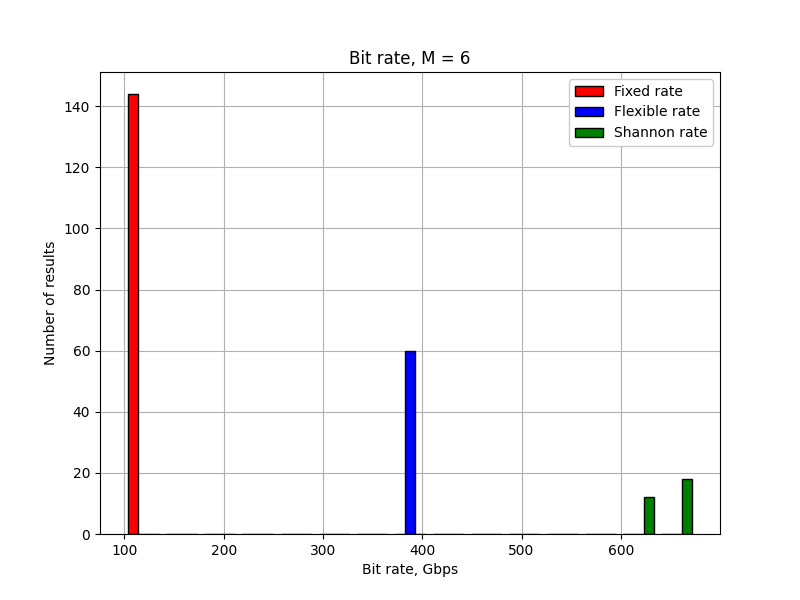 Bit rate, M = 6
Fixed rate
Flexible rate
Shannon rate
Number of results
140
120
100
80
60
40
20
0
100 200 300 400 500 600
Bit rate, Gbps